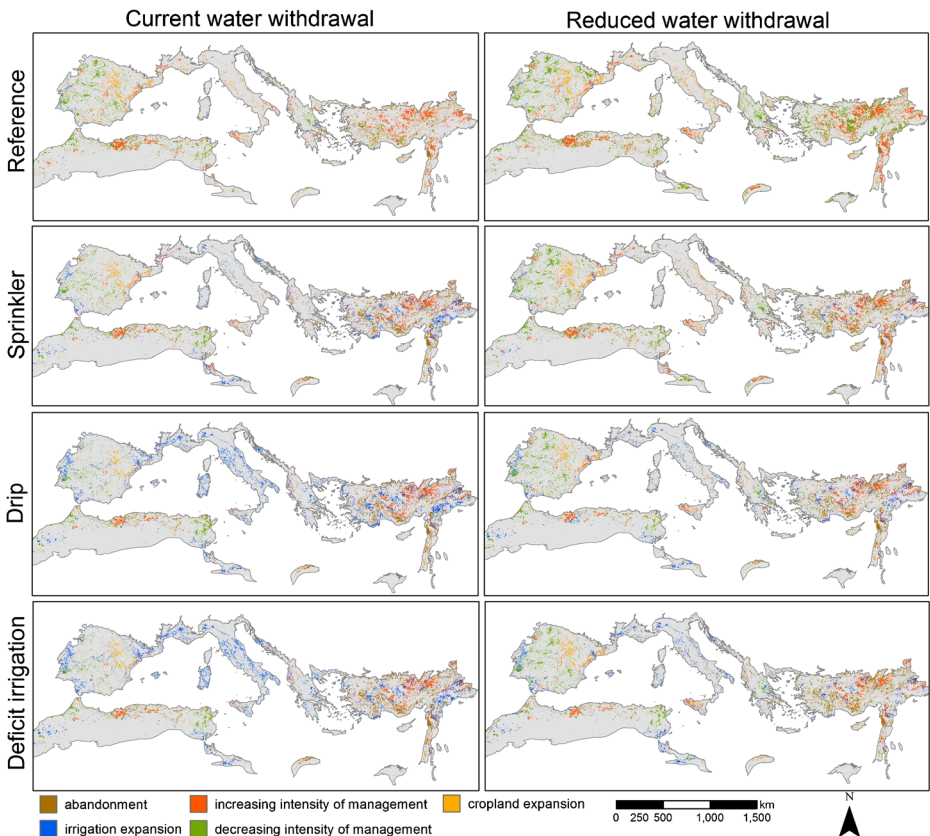 Current water withdrawal
Reduced water withdrawal
Reference
Sprinkler
Drip
Deficit irrigation
abandonment
increasing intensity of management
cropland expansion
irrigation expansion
decreasing intensity of management
0 250 500 1,000 1,500 km
N